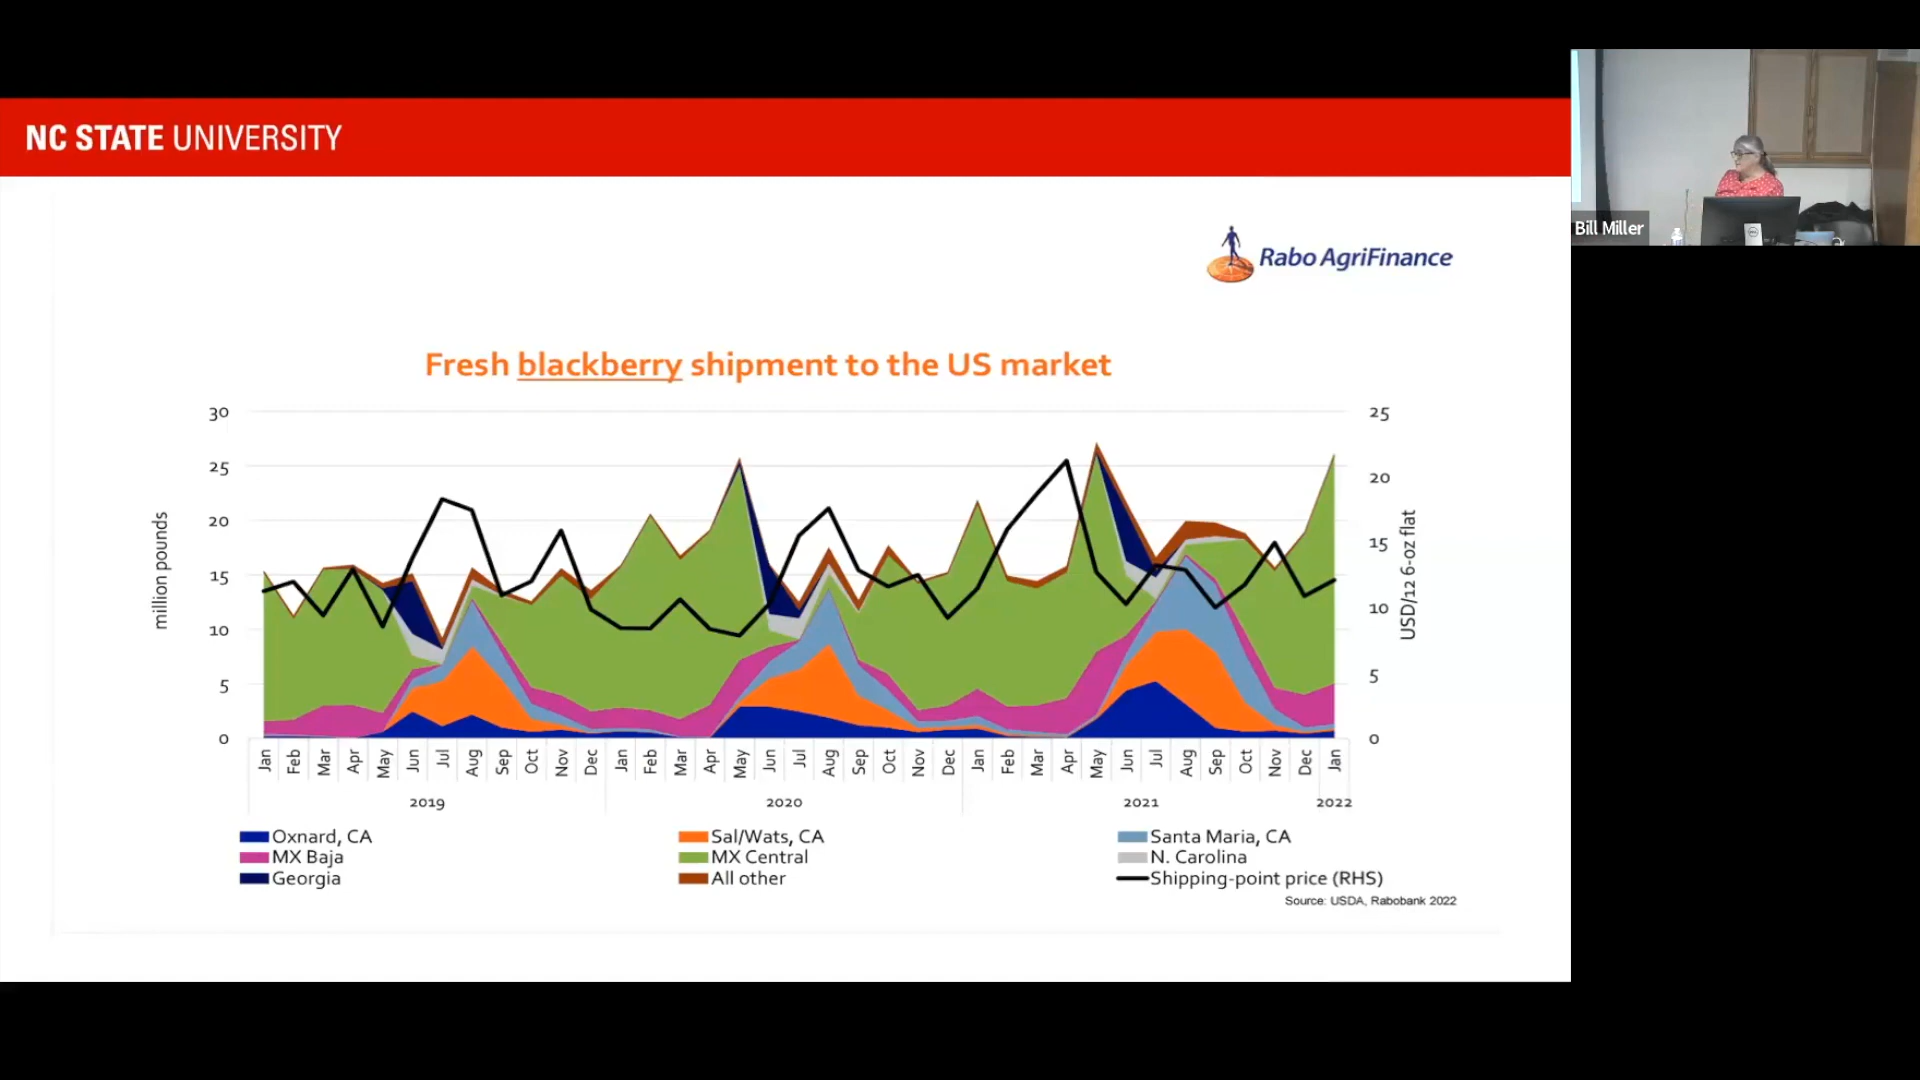 NC STATE UNIVERSITY
Bill Miller
Rabo AgriFinance
Fresh blackberry shipment to the US market
30
25
20
15
10
5
0
million pounds
25
20
15
10
5
0
USD/12 6-oz flat
Jan Feb Mar Apr May Jun Jul Aug Sep Oct Nov Dec Jan Feb Mar Apr May Jun Jul Aug Sep Oct Nov Dec Jan Feb Mar Apr May Jun Jul Aug Sep Oct Nov Dec Jan
2019 2020 2021 2022
Oxnard, CA Sal/Wats, CA Santa Maria, CA
MX Baja MX Central N. Carolina
Georgia All other Shipping-point price (RHS)
Source: USDA, Rabobank 2022